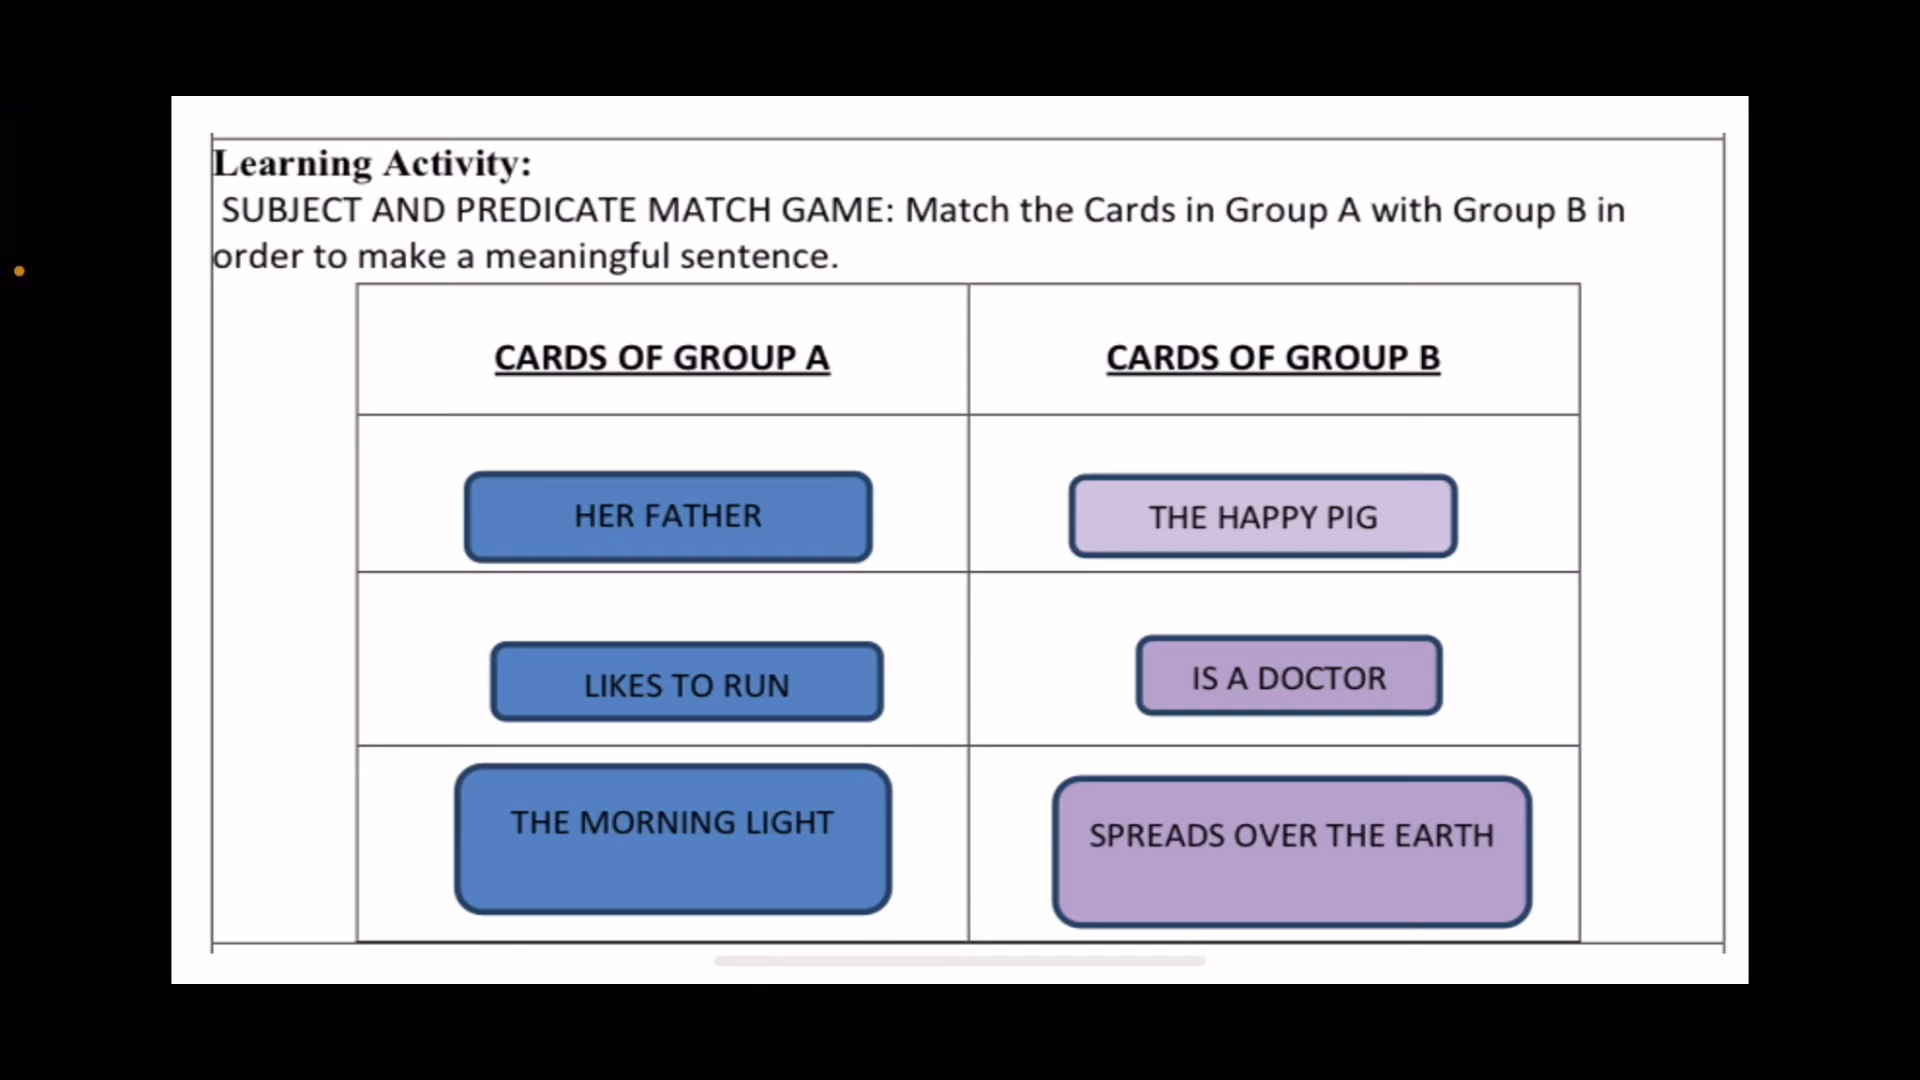 Learning Activity:
SUBJECT AND PREDICATE MATCH GAME: Match the Cards in Group A with Group B in
order to make a meaningful sentence.
CARDS OF GROUP A
CARDS OF GROUP B
HER FATHER
THE HAPPY PIG
LIKES TO RUN
IS A DOCTOR
THE MORNING LIGHT
SPREADS OVER THE EARTH